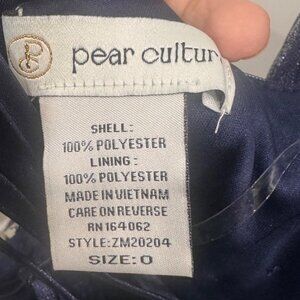 pear cultur
SHELL:
100% POLYESTER
LINING:
100% POLYESTER
MADE IN VIETNAM
CARE ON REVERSE
RN 164062
STYLE:ZM20204
SIZE:0